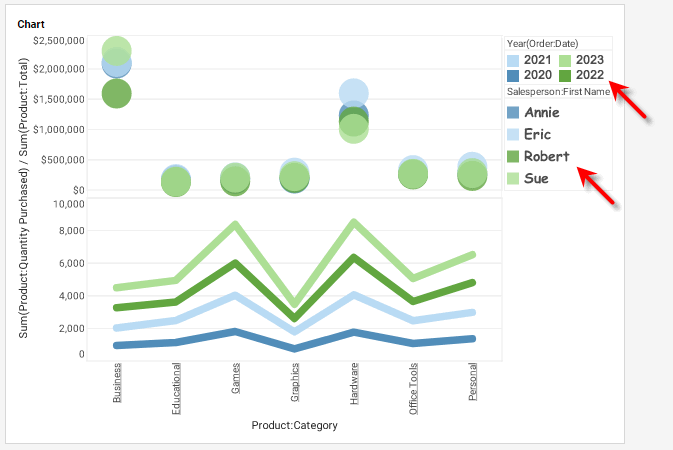 Chart
Sum(Product:Quantity Purchased) / Sum(Product:Total)
$2,500,000
$2,000,000
$1,500,000
$1,000,000
$500,000
$0
10,000
8,000
6,000
4,000
2,000
0
Business
Educational
Games
Graphics
Hardware
Office Tools
Personal
Product:Category
Year(Order:Date)
2021 2023
2020 2022
Salesperson:First Name
Annie
Eric
Robert
Sue